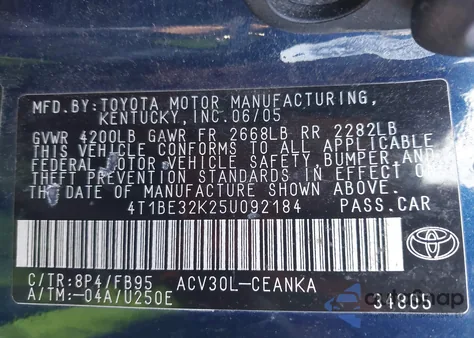 MFD.BY:TOYOTA MOTOR MANUFACTURING,
KENTUCKY, INC.06/05
GVWR 4200LB GAWR FR 2668LB RR 2282LB
THIS VEHICLE CONFORMS TO ALL APPLICABLE
FEDERAL MOTOR VEHICLE SAFETY, BUMPER, AND
THEFT PREVENTION STANDARDS IN EFFECT ON
THE DATE OF MANUFACTURE SHOWN ABOVE.
4T1BE32K25U092184 PASS.CAR
C/TR:8P4/FB95 ACV30L-CEANKA
A/TM:-04A/U250E 34805
TOYOTA
autosnap